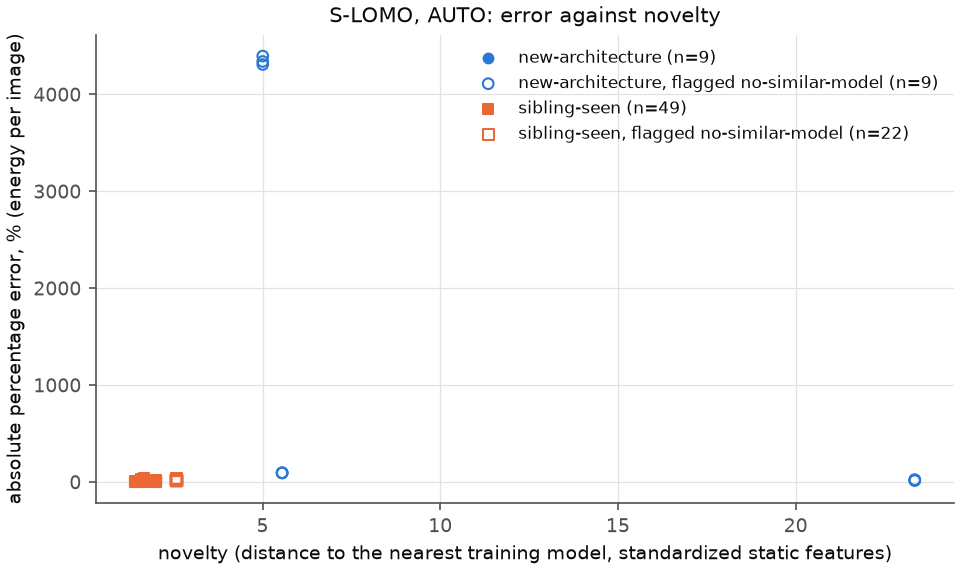 S-LOMO, AUTO: error against novelty
absolute percentage error, % (energy per image)
4000
3000
2000
1000
0
new-architecture (n=9)
new-architecture, flagged no-similar-model (n=9)
sibling-seen (n=49)
sibling-seen, flagged no-similar-model (n=22)
5
10
15
20
novelty (distance to the nearest training model, standardized static features)